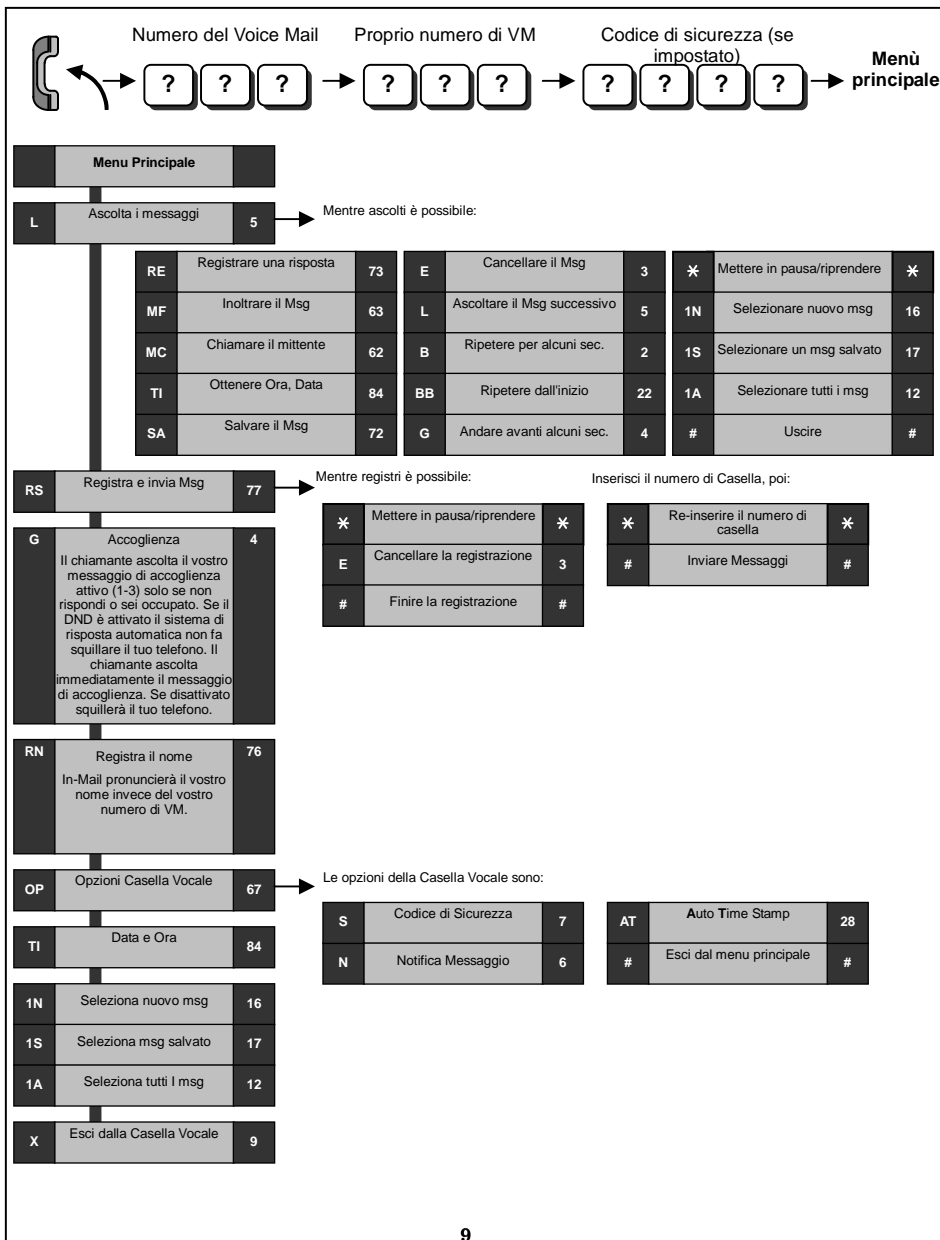 Numero del Voice Mail Proprio numero di VM Codice di sicurezza (se
impostato)
? ? ? ? ? ? ? ? ? ? Menù
principale
Menu Principale
L Ascolta i messaggi 5 Mentre ascolti è possibile:
RE Registrare una risposta 73 E Cancellare il Msg 3 * Mettere in pausa/riprendere *
MF Inoltrare il Msg 63 L Ascoltare il Msg successivo 5 1N Selezionare nuovo msg 16
MC Chiamare il mittente 62 B Ripetere per alcuni sec. 2 1S Selezionare un msg salvato 17
TI Ottenere Ora, Data 84 BB Ripetere dall'inizio 22 1A Selezionare tutti i msg 12
SA Salvare il Msg 72 G Andare avanti alcuni sec. 4 # Uscire #
RS Registra e invia Msg 77 Mentre registri è possibile: Inserisci il numero di Casella, poi:
* Mettere in pausa/riprendere * * Re-inserire il numero di
casella *
E Cancellare la registrazione 3 # Inviare Messaggi #
# Finire la registrazione #
G Accoglienza 4
Il chiamante ascolta il vostro
messaggio di accoglienza
attivo (1-3) solo se non
rispondi o sei occupato. Se il
DND è attivato il sistema di
risposta automatica non fa
squillare il tuo telefono. Il
chiamante ascolta
immediatamente il messaggio
di accoglienza. Se disattivato
squillerà il tuo telefono.
RN Registra il nome 76
In-Mail pronuncierà il vostro
nome invece del vostro
numero di VM.
OP Opzioni Casella Vocale 67 Le opzioni della Casella Vocale sono:
S Codice di Sicurezza 7 AT Auto Time Stamp 28
N Notifica Messaggio 6 # Esci dal menu principale #
TI Data e Ora 84
1N Seleziona nuovo msg 16
1S Seleziona msg salvato 17
1A Seleziona tutti I msg 12
X Esci dalla Casella Vocale 9
9